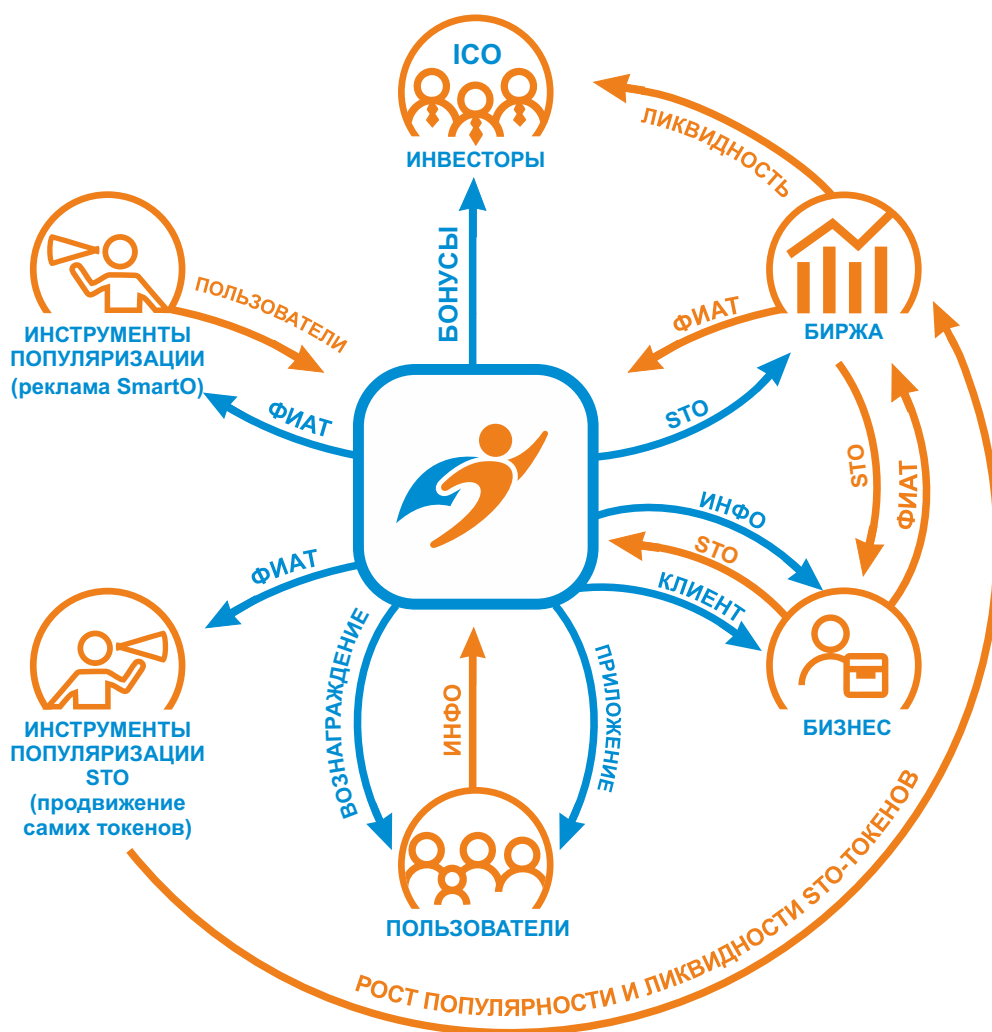 ICO
ИНВЕСТОРЫ
ЛИКВИДНОСТЬ
БОНУСЫ
ПОЛЬЗОВАТЕЛИ
ИНСТРУМЕНТЫ
ПОПУЛЯРИЗАЦИИ
(реклама SmartO)
ФИАТ
БИРЖА
ФИАТ
STO
STO
ФИАТ
ИНФО
STO
КЛИЕНТ
БИЗНЕС
ФИАТ
ИНСТРУМЕНТЫ
ПОПУЛЯРИЗАЦИИ
STO
(продвижение
самих токенов)
ВОЗНАГРАЖДЕНИЕ
ИНФО
ПРИЛОЖЕНИЕ
ПОЛЬЗОВАТЕЛИ
РОСТ ПОПУЛЯРНОСТИ И ЛИКВИДНОСТИ STO-ТОКЕНОВ